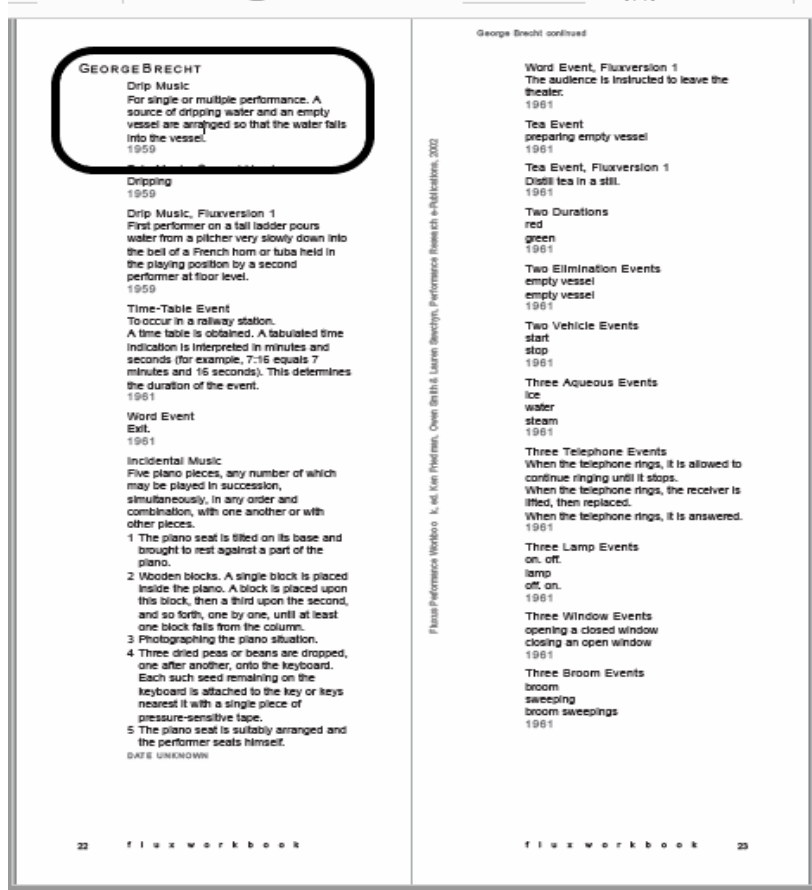 GEORGE BRECHT
Drip Music
For single or multiple performance. A
source of dripping water and an empty
vessel are arranged so that the water falls
into the vessel.
1959
Dripping
1959
Drip Music, Fluxversion 1
First performer on a tall ladder pours
water from a pitcher very slowly down into
the bell of a French horn or tuba held in
the playing position by a second
performer at floor level.
1959
Time-Table Event
To occur in a railway station.
A time table is obtained. A tabulated time
indication is interpreted in minutes and
seconds (for example, 7:16 equals 7
minutes and 16 seconds). This determines
the duration of the event.
1961
Word Event
Exit.
1961
Incidental Music
Five piano pieces, any number of which
may be played in succession,
simultaneously, in any order and
combination, with one another or with
other pieces.
1 The piano seat is tilted on its base and
brought to rest against a part of the
piano.
2 Wooden blocks. A single block is placed
inside the piano. A block is placed upon
this block, then a third upon the second,
and so forth, one by one, until at least
one block falls from the column.
3 Photographing the piano situation.
4 Three dried peas or beans are dropped,
one after another, onto the keyboard.
Each such seed remaining on the
keyboard is attached to the key or keys
nearest it with a single piece of
pressure-sensitive tape.
5 The piano seat is suitably arranged and
the performer seats himself.
DATE UNKNOWN
22 fluxworkbook
Fluxus Performance Workbook, ed. Ken Friedman, Owen Smith & Lauren Sawchyn, Performance Research e-Publications, 2002
George Brecht continued
Word Event, Fluxversion 1
The audience is instructed to leave the
theater.
1961
Tea Event
preparing empty vessel
1961
Tea Event, Fluxversion 1
Distill tea in a still.
1961
Two Durations
red
green
1961
Two Elimination Events
empty vessel
empty vessel
1961
Two Vehicle Events
start
stop
1961
Three Aqueous Events
ice
water
steam
1961
Three Telephone Events
When the telephone rings, it is allowed to
continue ringing until it stops.
When the telephone rings, the receiver is
lifted, then replaced.
When the telephone rings, it is answered.
1961
Three Lamp Events
on. off.
lamp
off. on.
1961
Three Window Events
opening a closed window
closing an open window
1961
Three Broom Events
broom
sweeping
broom sweepings
1961
fluxworkbook 23